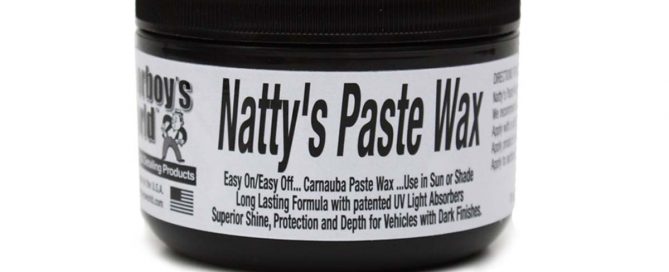 Natty's Paste Wax
Easy On/Easy Off... Carnauba Paste Wax ...Use in Sun or Shade
Long Lasting Formula with patented UV Light Absorbers
Superior Shine, Protection and Depth for Vehicles with Dark Finishes.
Products
U.S.A.